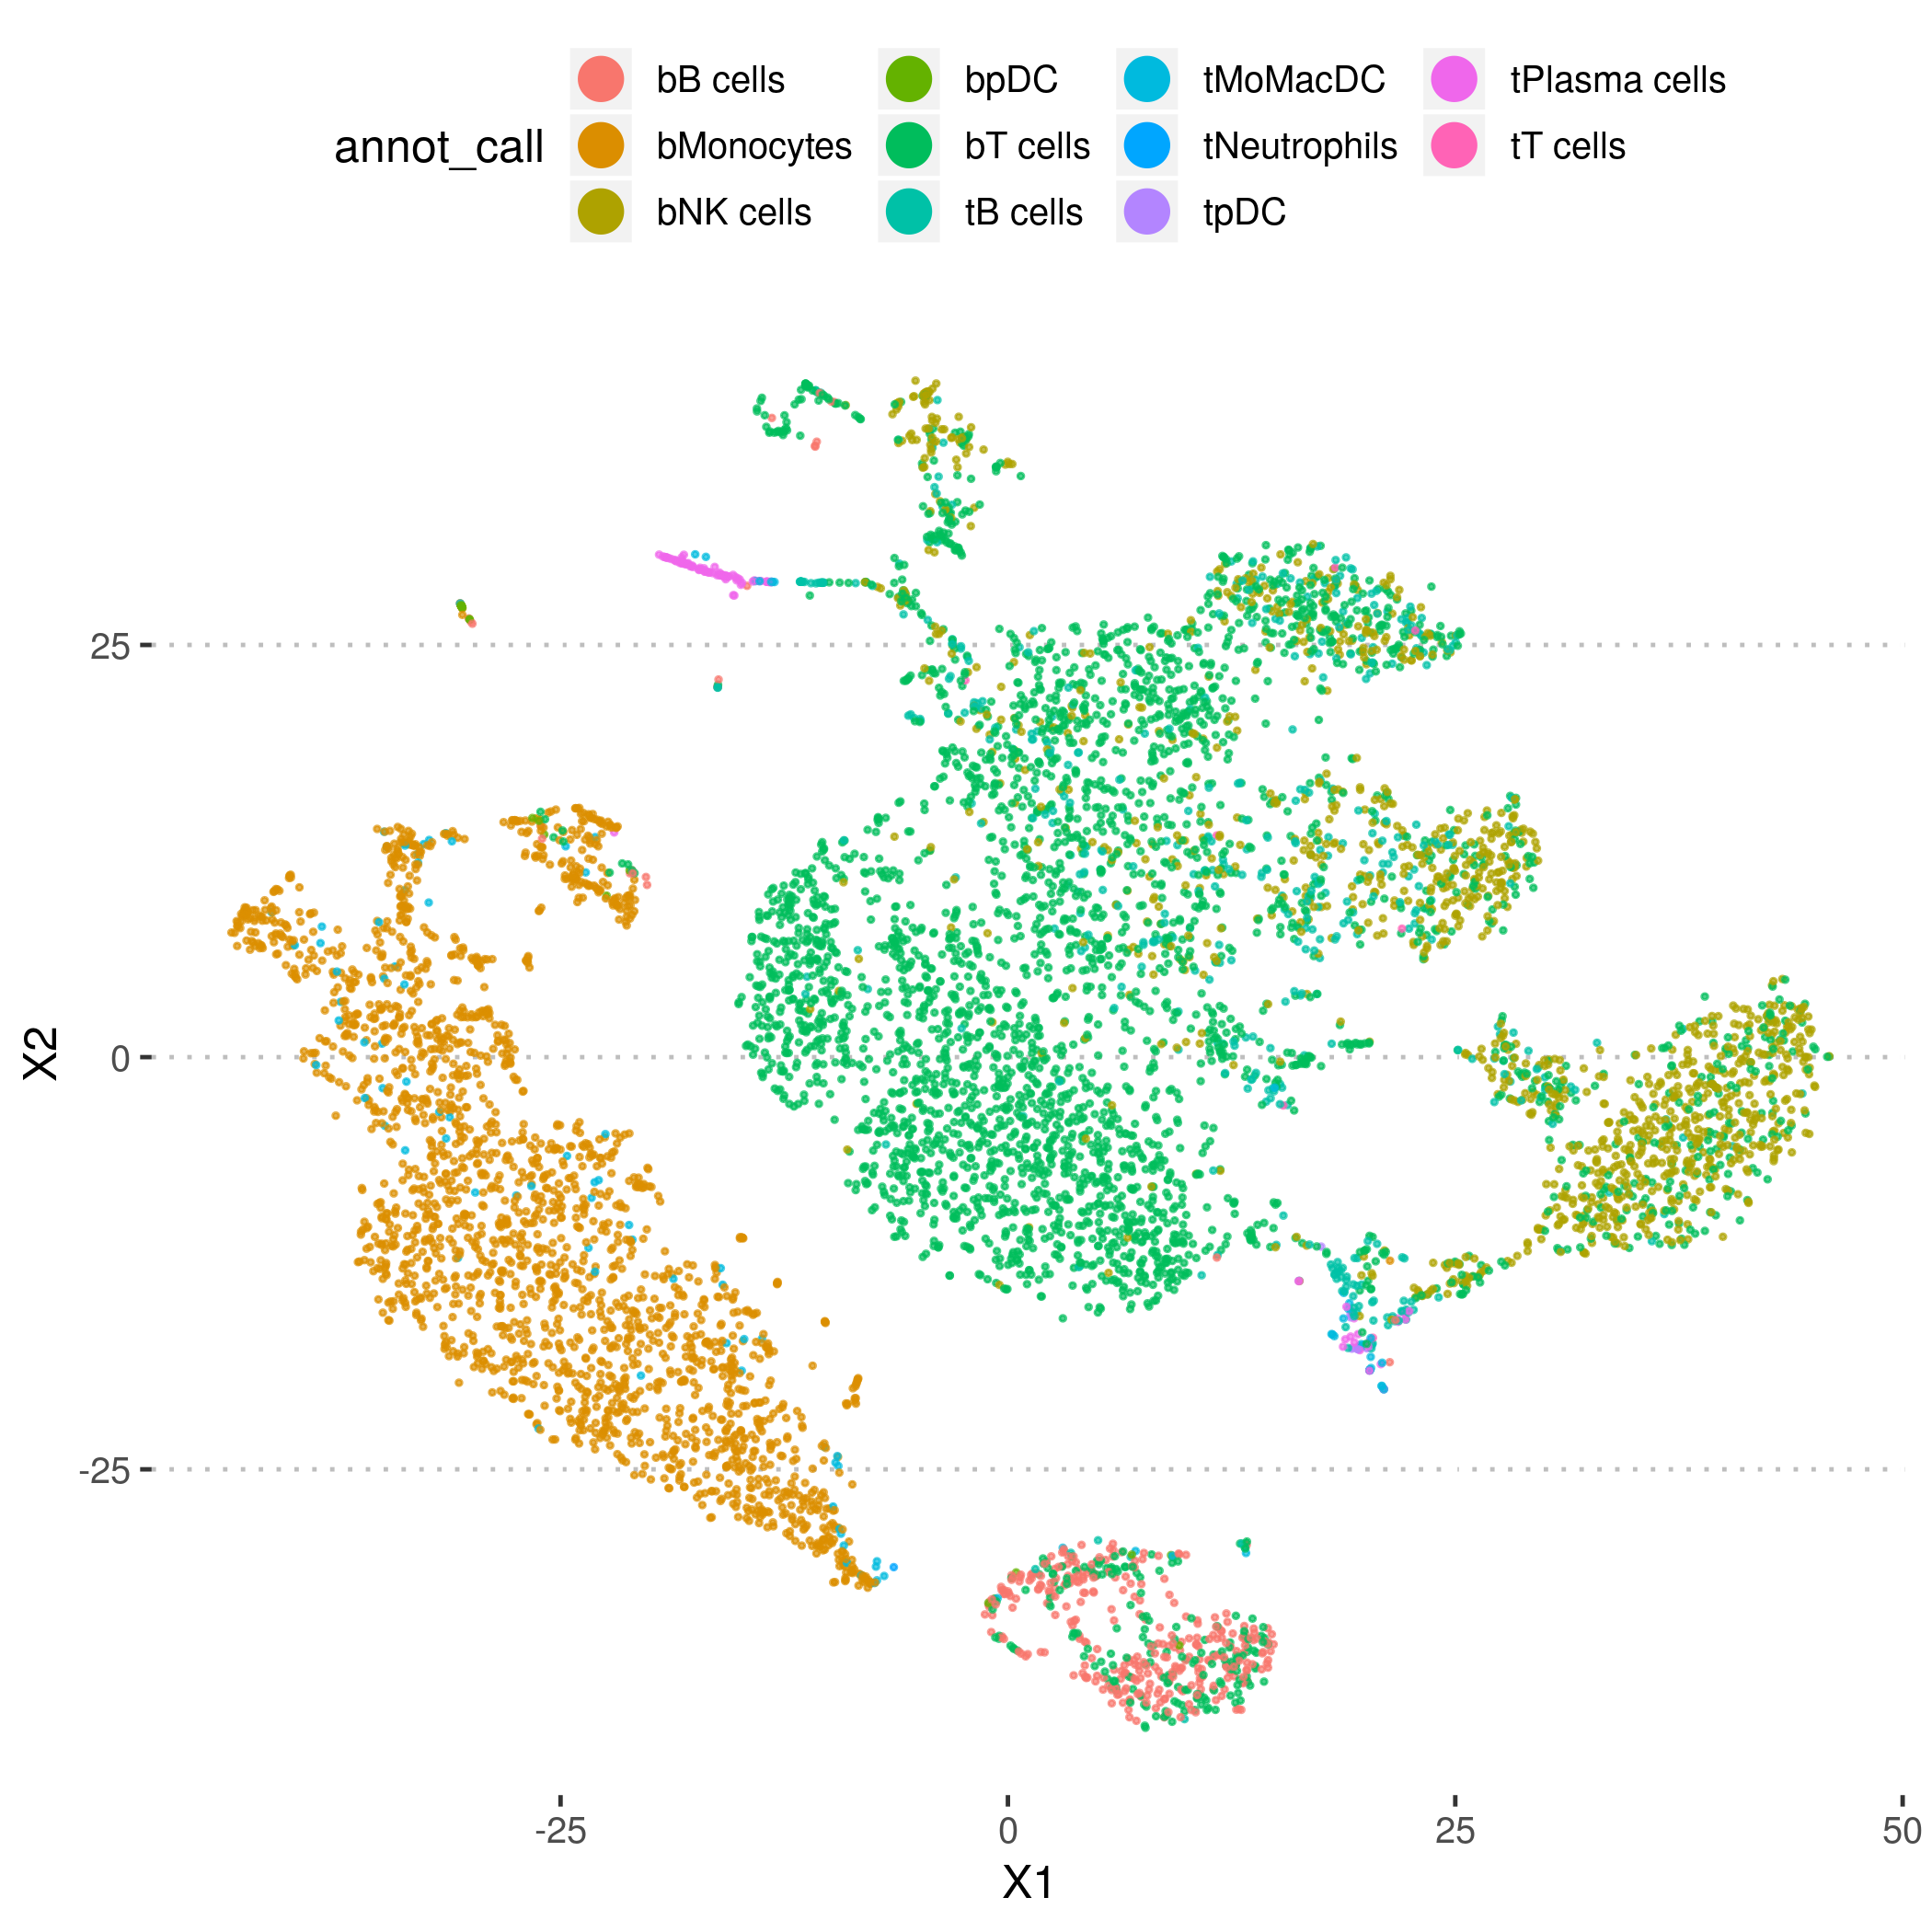 bB cells bpDC tMoMacDC tPlasma cells
annot_call bMonocytes bT cells tNeutrophils tT cells
bNK cells tB cells tpDC
25
0
-25
X2
-25 0 25 50
X1